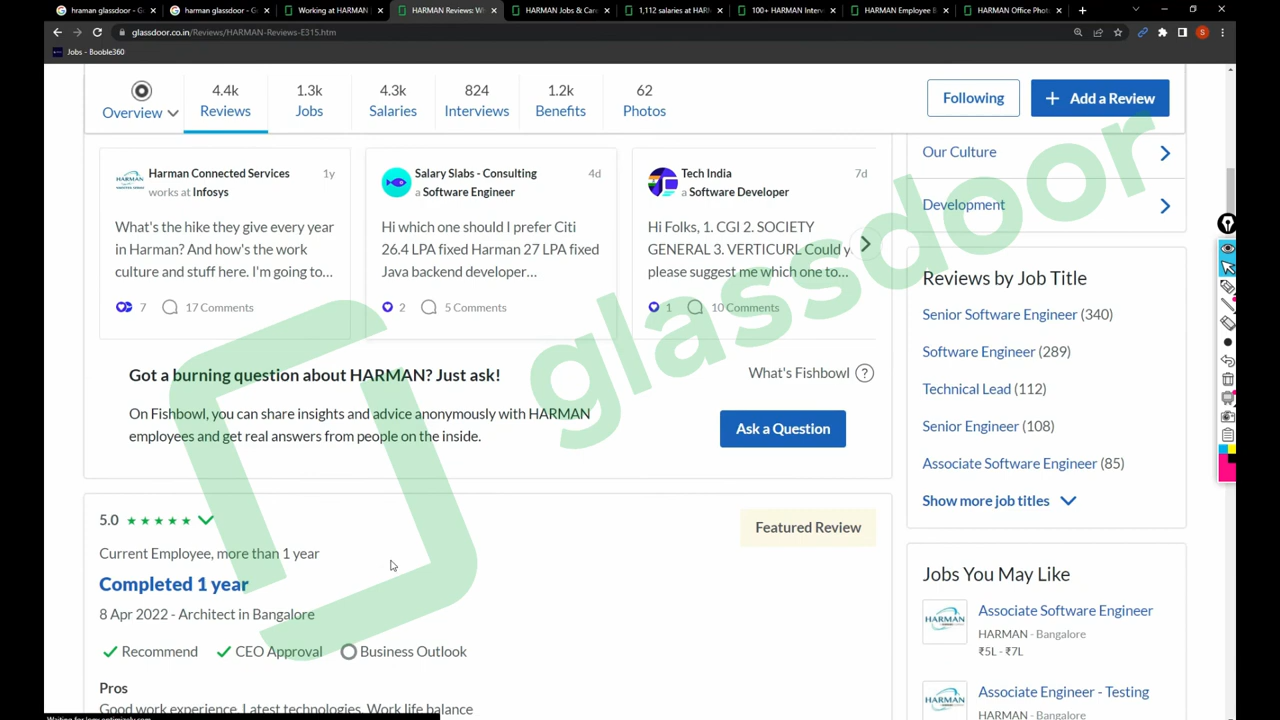 hraman glassdoor - G
harman glassdoor - G
Working at HARMAN
HARMAN Reviews: W
HARMAN Jobs & Care
1,112 salaries at HAR
100+ HARMAN Interv
HARMAN Employee B
HARMAN Office Phot
glassdoor.co.in/Reviews/HARMAN-Reviews-E315.htm
S
Jobs - Booble360
Overview
4.4k
Reviews
1.3k
Jobs
4.3k
Salaries
824
Interviews
1.2k
Benefits
62
Photos
Following
+ Add a Review
Harman Connected Services
works at Infosys
1y
What's the hike they give every year
in Harman? And how's the work
culture and stuff here. I'm going to...
7
17 Comments
Salary Slabs - Consulting
a Software Engineer
4d
Hi which one should I prefer Citi
26.4 LPA fixed Harman 27 LPA fixed
Java backend developer...
2
5 Comments
Tech India
a Software Developer
7d
Hi Folks, 1. CGI 2. SOCIETY
GENERAL 3. VERTICURL Could y
please suggest me which one to...
1
10 Comments
Got a burning question about HARMAN? Just ask!
What's Fishbowl ?
On Fishbowl, you can share insights and advice anonymously with HARMAN
employees and get real answers from people on the inside.
Ask a Question
glassdoor
5.0
Featured Review
Current Employee, more than 1 year
Completed 1 year
8 Apr 2022 - Architect in Bangalore
Recommend
CEO Approval
Business Outlook
Pros
Good work experience, Latest technologies, Work life balance
Our Culture
Development
Reviews by Job Title
Senior Software Engineer (340)
Software Engineer (289)
Technical Lead (112)
Senior Engineer (108)
Associate Software Engineer (85)
Show more job titles
Jobs You May Like
HARMAN
Associate Software Engineer
HARMAN - Bangalore
₹5L - ₹7L
HARMAN
Associate Engineer - Testing
HARMAN - Bangalore